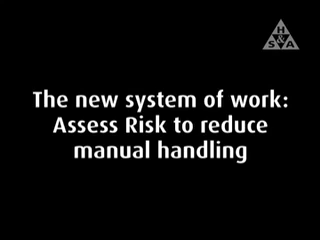 H
S & A
The new system of work:
Assess Risk to reduce
manual handling